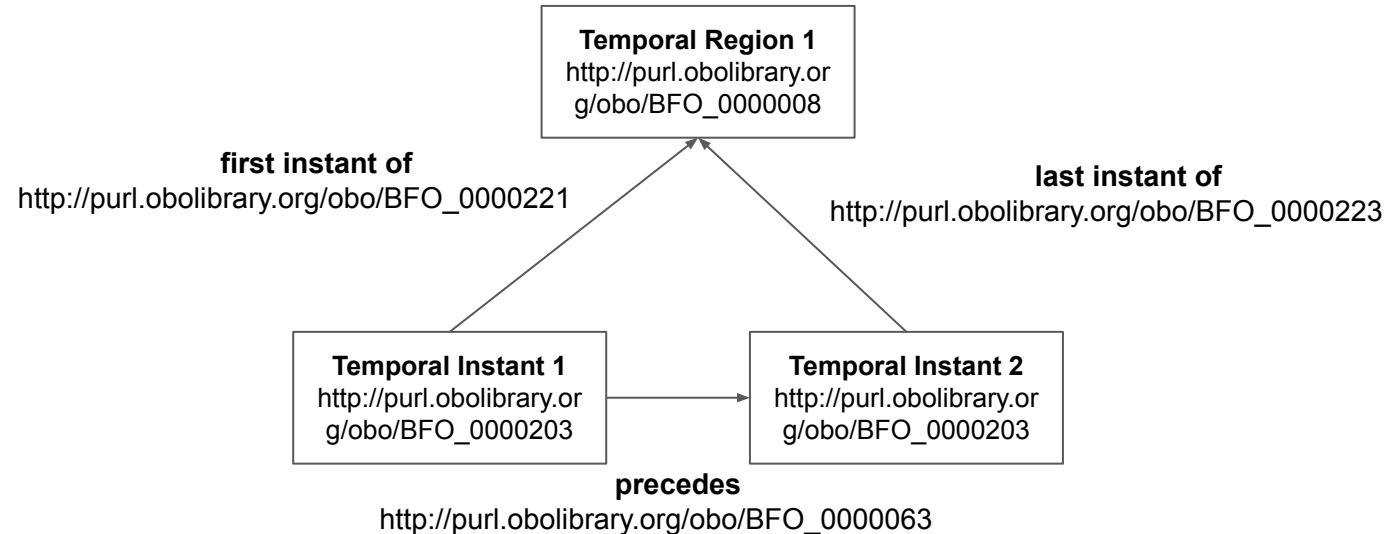 Temporal Region 1
http://purl.obolibrary.or
g/obo/BFO_0000008
first instant of
http://purl.obolibrary.org/obo/BFO_0000221
last instant of
http://purl.obolibrary.org/obo/BFO_0000223
Temporal Instant 1
http://purl.obolibrary.or
g/obo/BFO_0000203
Temporal Instant 2
http://purl.obolibrary.or
g/obo/BFO_0000203
precedes
http://purl.obolibrary.org/obo/BFO_0000063